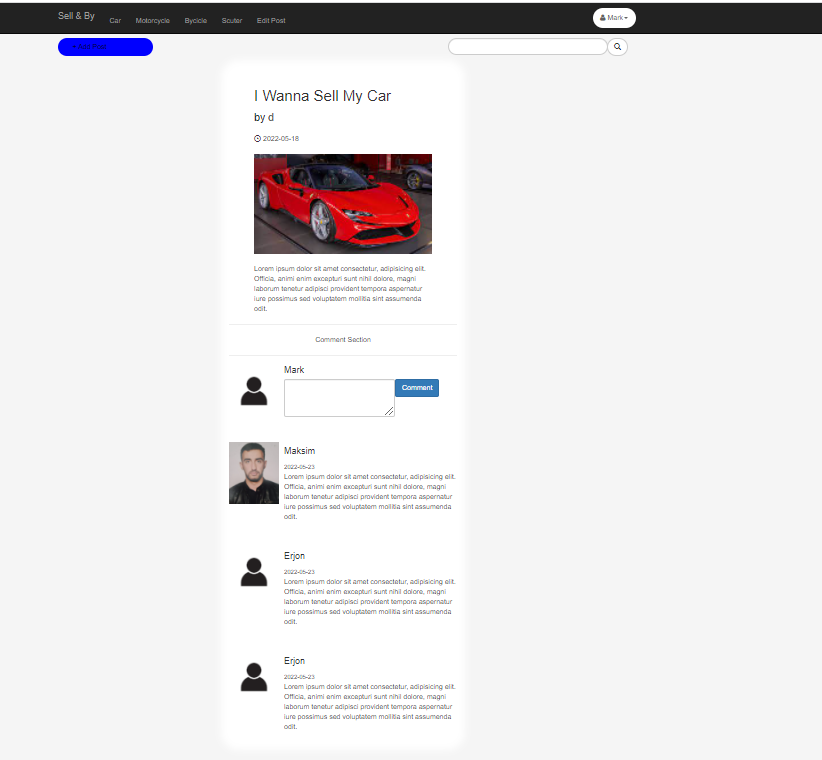 Sell & By
Car
Motorcycle
Bycicle
Scuter
Edit Post
Mark
I Wanna Sell My Car
by d
2022-05-18
Lorem ipsum dolor sit amet consectetur, adipisicing elit.
Officia, animi enim excepturi sunt nihil dolore, magni
laborum tenetur adipisci provident tempora aspernatur
iure possimus sed voluptatem mollitia sint assumenda
odit.
Comment Section
Mark
Comment
Maksim
2022-05-23
Lorem ipsum dolor sit amet consectetur, adipisicing elit.
Officia, animi enim excepturi sunt nihil dolore, magni
laborum tenetur adipisci provident tempora aspernatur
iure possimus sed voluptatem mollitia sint assumenda
odit.
Erjon
2022-05-23
Lorem ipsum dolor sit amet consectetur, adipisicing elit.
Officia, animi enim excepturi sunt nihil dolore, magni
laborum tenetur adipisci provident tempora aspernatur
iure possimus sed voluptatem mollitia sint assumenda
odit.
Erjon
2022-05-23
Lorem ipsum dolor sit amet consectetur, adipisicing elit.
Officia, animi enim excepturi sunt nihil dolore, magni
laborum tenetur adipisci provident tempora aspernatur
iure possimus sed voluptatem mollitia sint assumenda
odit.